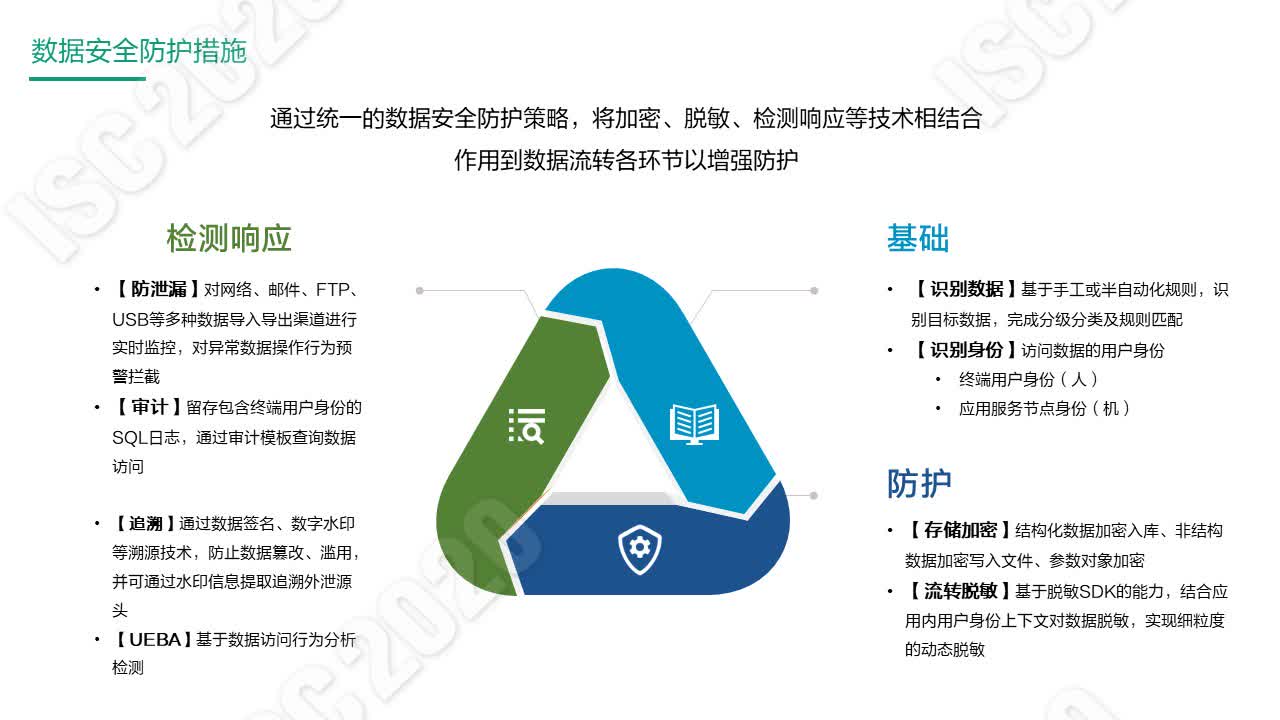 数据安全防护措施
通过统一的数据安全防护策略，将加密、脱敏、检测响应等技术相结合
作用到数据流转各环节以增强防护
检测响应
• 【防泄漏】对网络、邮件、FTP、
USB等多种数据导入导出渠道进行
实时监控，对异常数据操作行为预
警拦截
• 【审计】留存包含终端用户身份的
SQL日志，通过审计模板查询数据
访问
• 【追溯】通过数据签名、数字水印
等溯源技术，防止数据篡改、滥用，
并可通过水印信息提取追溯外泄源
头
• 【UEBA】基于数据访问行为分析
检测
基础
• 【识别数据】基于手工或半自动化规则，识
别目标数据，完成分级分类及规则匹配
• 【识别身份】访问数据的用户身份
• 终端用户身份（人）
• 应用服务节点身份（机）
防护
• 【存储加密】结构化数据加密入库、非结构
数据加密写入文件、参数对象加密
• 【流转脱敏】基于脱敏SDK的能力，结合应
用内用户身份上下文对数据脱敏，实现细粒度
的动态脱敏
ISC 2020
ISC 2020
ISC